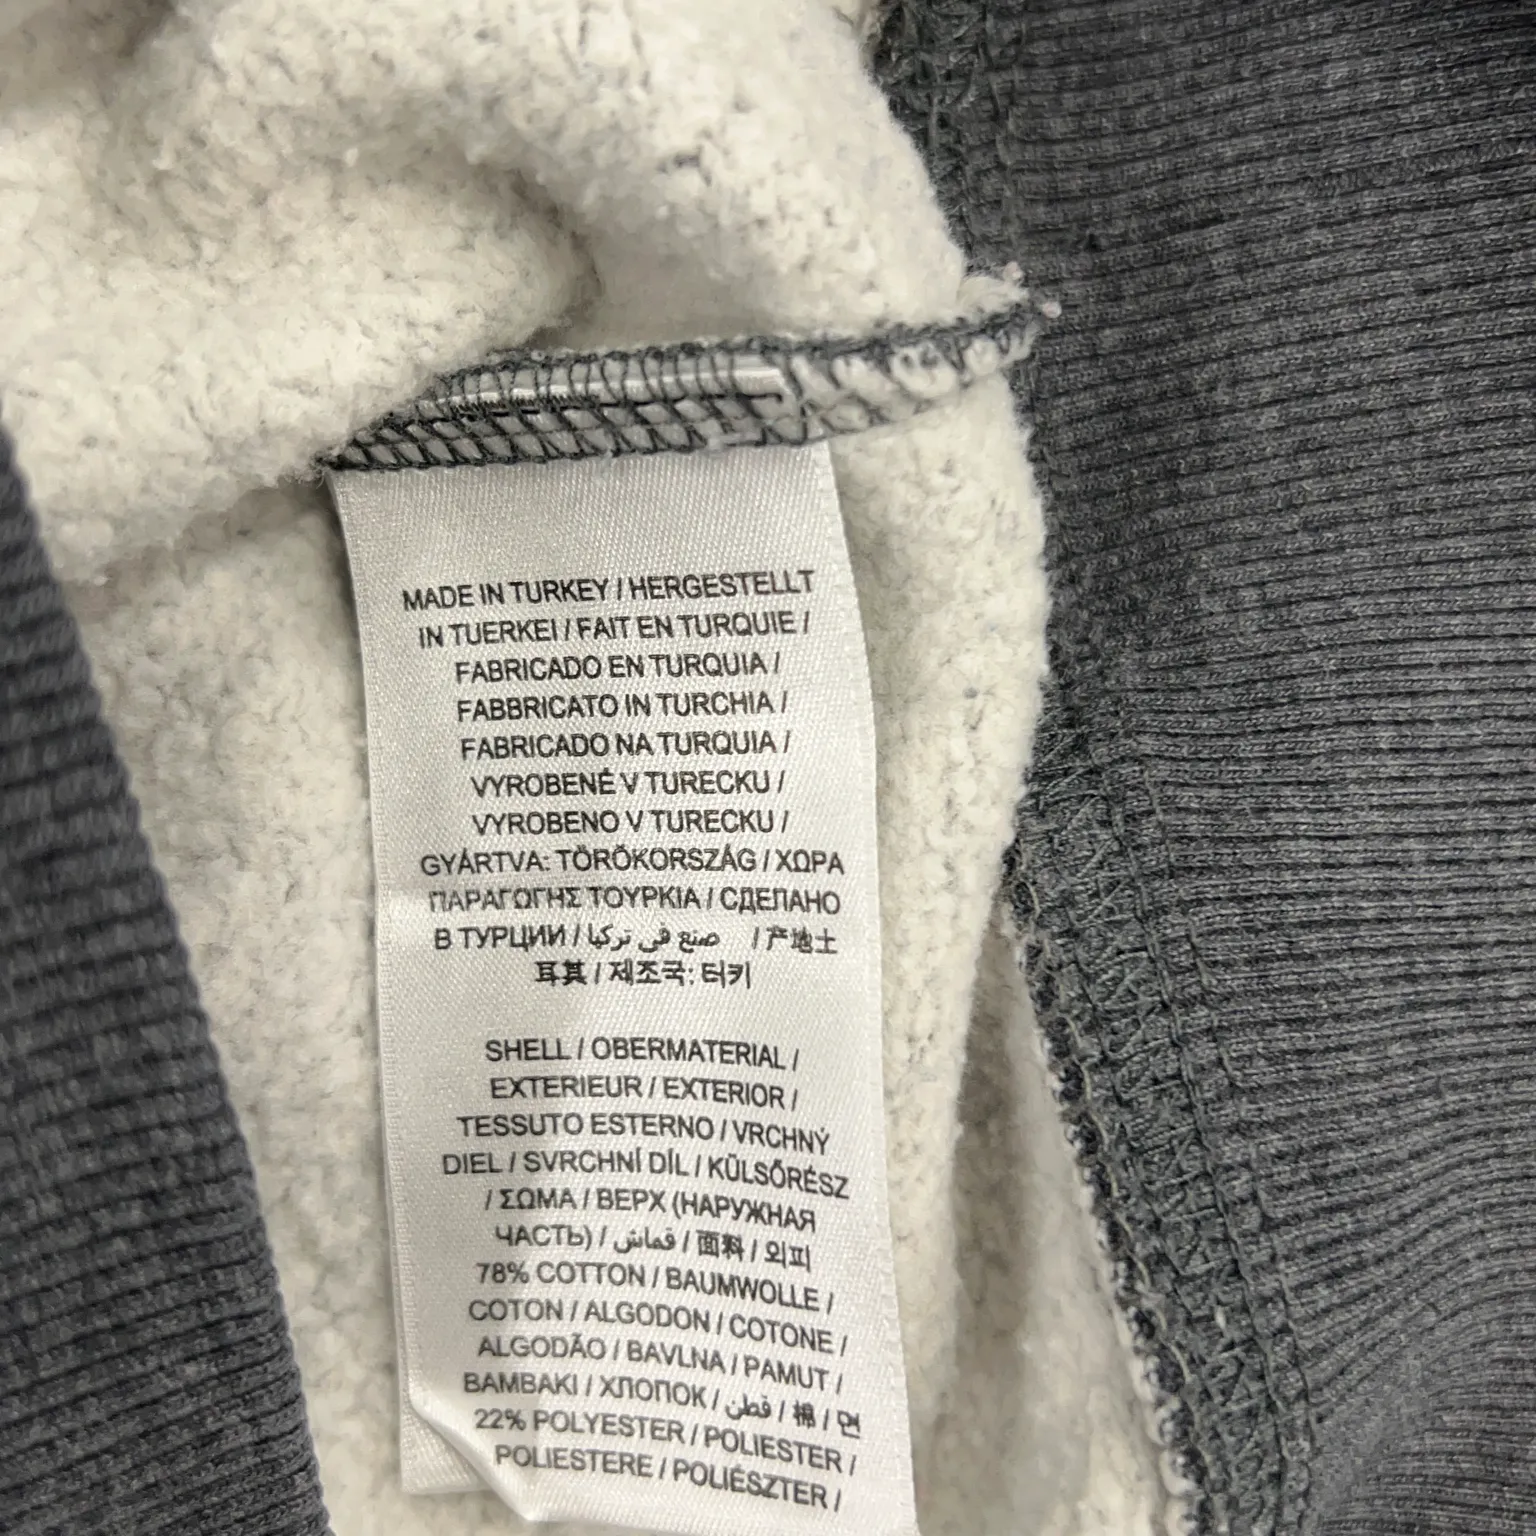 MADE IN TURKEY / HERGESTELLT
IN TUERKEI / FAIT EN TURQUIE /
FABRICADO EN TURQUIA /
FABBRICATO IN TURCHIA /
FABRICADO NA TURQUIA /
VYROBENÉ V TURECKU /
VYROBENO V TURECKU /
GYÁRTVA: TÖRÖKORSZÁG / ΧΩΡΑ
ΠΑΡΑΓΩΓΗΣ ΤΟΥΡΚΙΑ / СДЕЛАНО
В ТУРЦИИ / صنع في تركيا / 产地土
耳其 / 제조국: 터키
SHELL / OBERMATERIAL /
EXTERIEUR / EXTERIOR /
TESSUTO ESTERNO / VRCHNÝ
DIEL / SVRCHNÍ DÍL / KÜLSŐRÉSZ
/ ΣΩΜΑ / ВЕРХ (НАРУЖНАЯ
ЧАСТЬ) / قماش / 面料 / 외피
78% COTTON / BAUMWOLLE /
COTON / ALGODON / COTONE /
ALGODÃO / BAVLNA / PAMUT /
BAMBAKI / ХЛОПОК / قطن / 棉 / 면
22% POLYESTER / POLIESTER /
POLIESTERE / POLIÉSZTER /